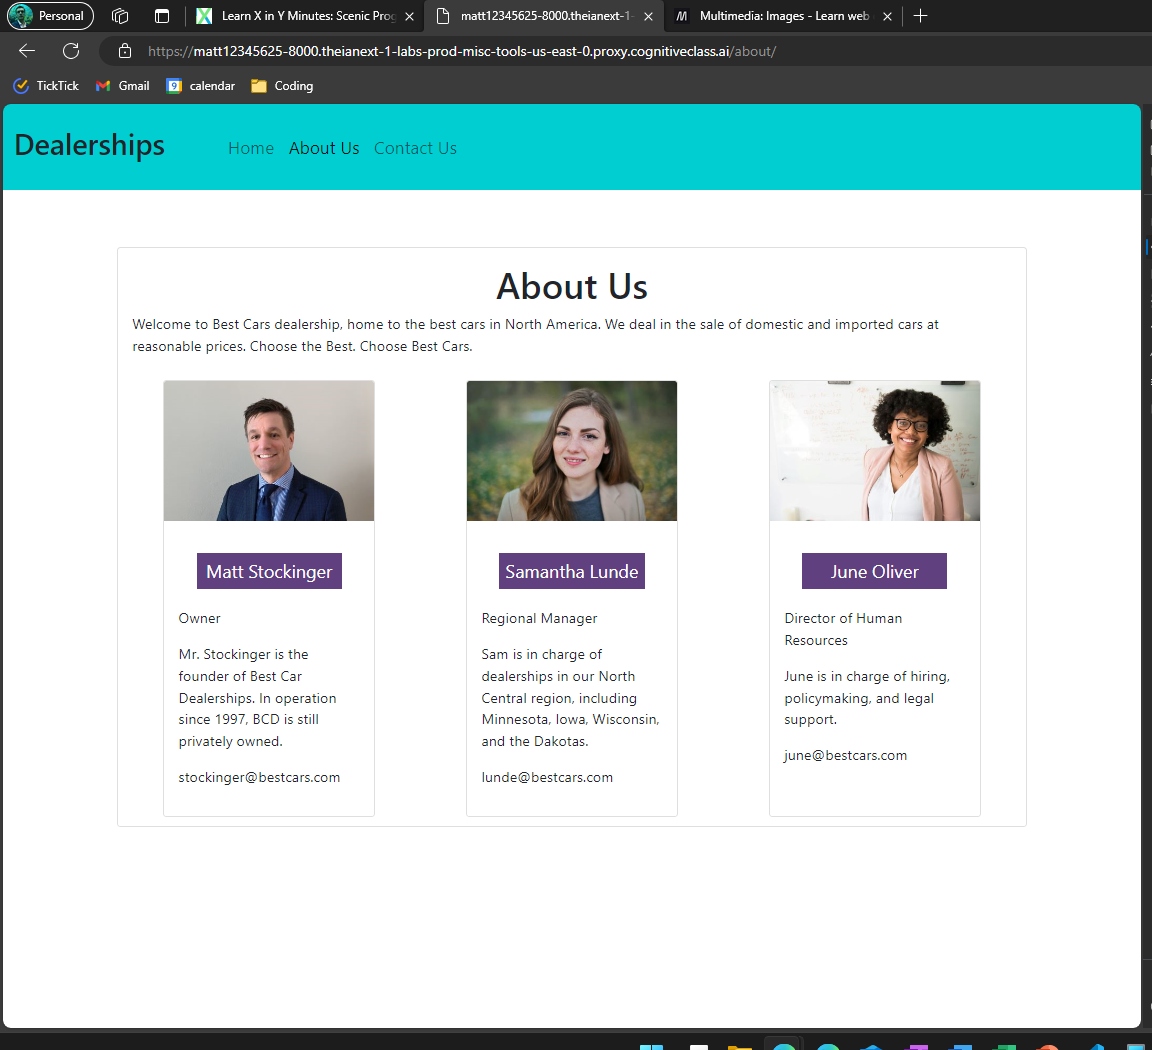 Personal
Learn X in Y Minutes: Scenic Prog
matt12345625-8000.theianext-1-
Multimedia: Images - Learn web
https://matt12345625-8000.theianext-1-labs-prod-misc-tools-us-east-0.proxy.cognitiveclass.ai/about/
TickTick
Gmail
9
calendar
Coding
Dealerships
Home
About Us
Contact Us
About Us
Welcome to Best Cars dealership, home to the best cars in North America. We deal in the sale of domestic and imported cars at
reasonable prices. Choose the Best. Choose Best Cars.
Matt Stockinger
Owner
Mr. Stockinger is the
founder of Best Car
Dealerships. In operation
since 1997, BCD is still
privately owned.
stockinger@bestcars.com
Samantha Lunde
Regional Manager
Sam is in charge of
dealerships in our North
Central region, including
Minnesota, Iowa, Wisconsin,
and the Dakotas.
lunde@bestcars.com
June Oliver
Director of Human
Resources
June is in charge of hiring,
policymaking, and legal
support.
june@bestcars.com